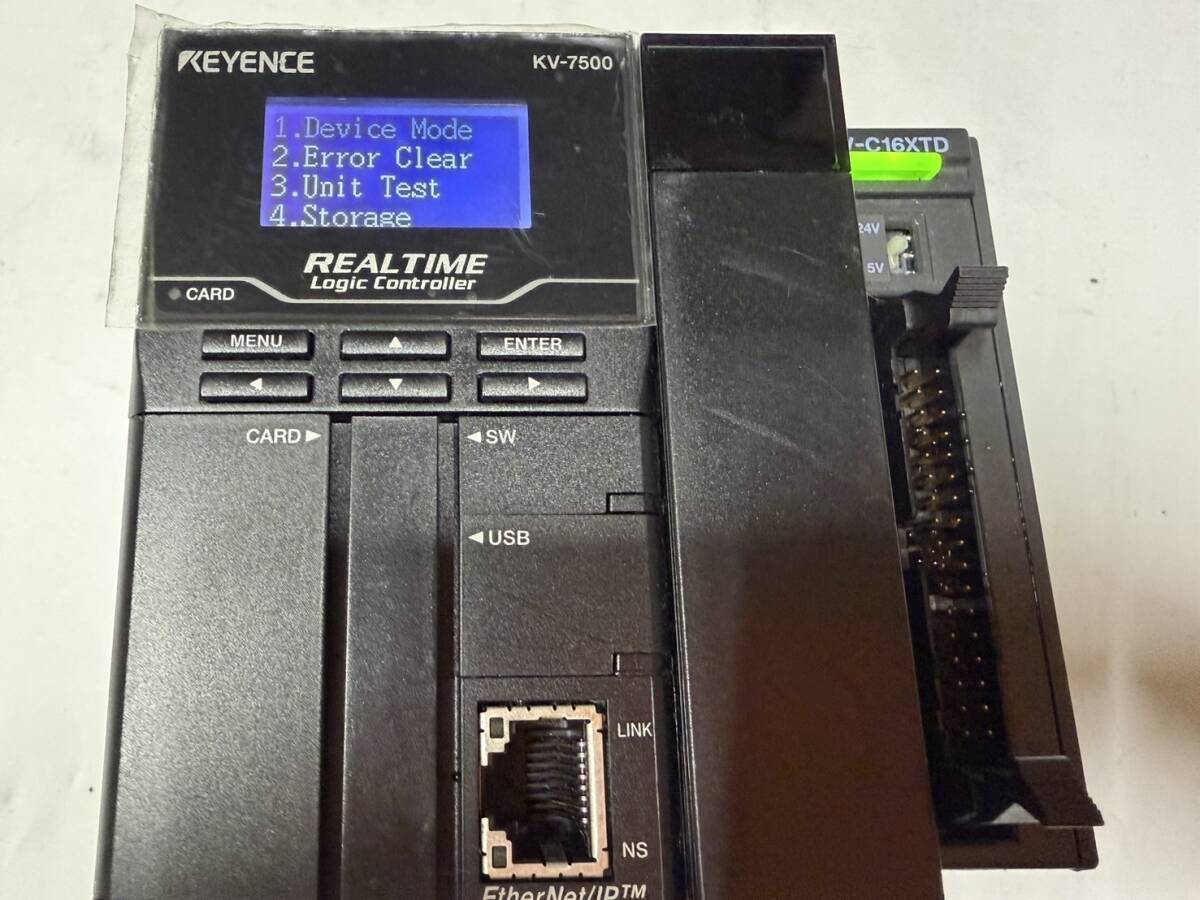 KEYENCE
KV-7500
1.Device Mode
2.Error Clear
3.Unit Test
4.Storage
REALTIME
Logic Controller
CARD
MENU ▲ ENTER
◄ ▼ ►
CARD ►
◄ SW
◄ USB
LINK
NS
EtherNet/IP™
V-C16XTD
24V
5V